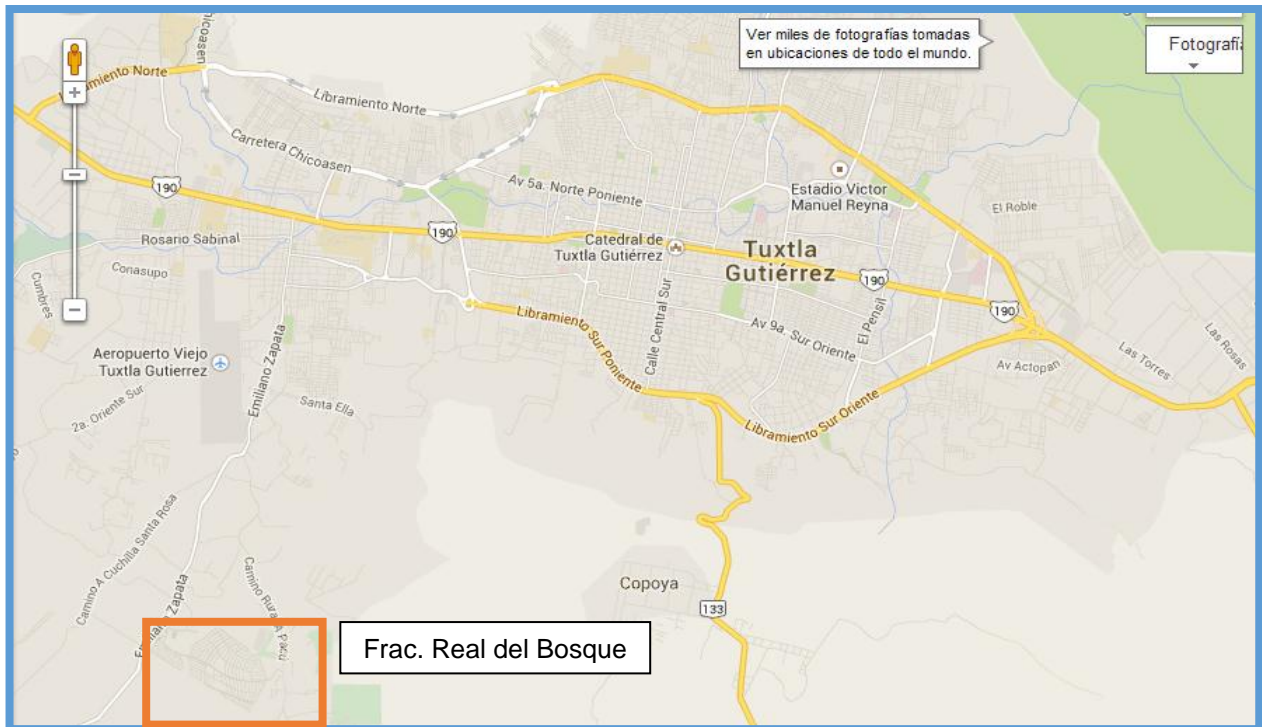 Chicoasen
Ver miles de fotografías tomadas
en ubicaciones de todo el mundo.
Fotografí
Libramiento Norte
Libramiento Norte
Carretera Chicoasen
190
Av 5a. Norte Poniente
Estadio Victor
Manuel Reyna
El Roble
190
Rosario Sabinal
Catedral de
Tuxtla Gutiérrez
Tuxtla
Gutiérrez
190
Conasupo
Cumbres
190
Libramiento Sur Poniente
Calle Central Sur
Av 9a. Sur Oriente
El Pensil
Las Rosas
Las Torres
Av Actopan
Aeropuerto Viejo
Tuxtla Gutierrez
Emiliano Zapata
2a. Oriente Sur
Santa Ella
Libramiento Sur Oriente
Camino A Cuchilla Santa Rosa
Camino Rural A Pacu
Copoya
133
Emiliano Zapata
Frac. Real del Bosque